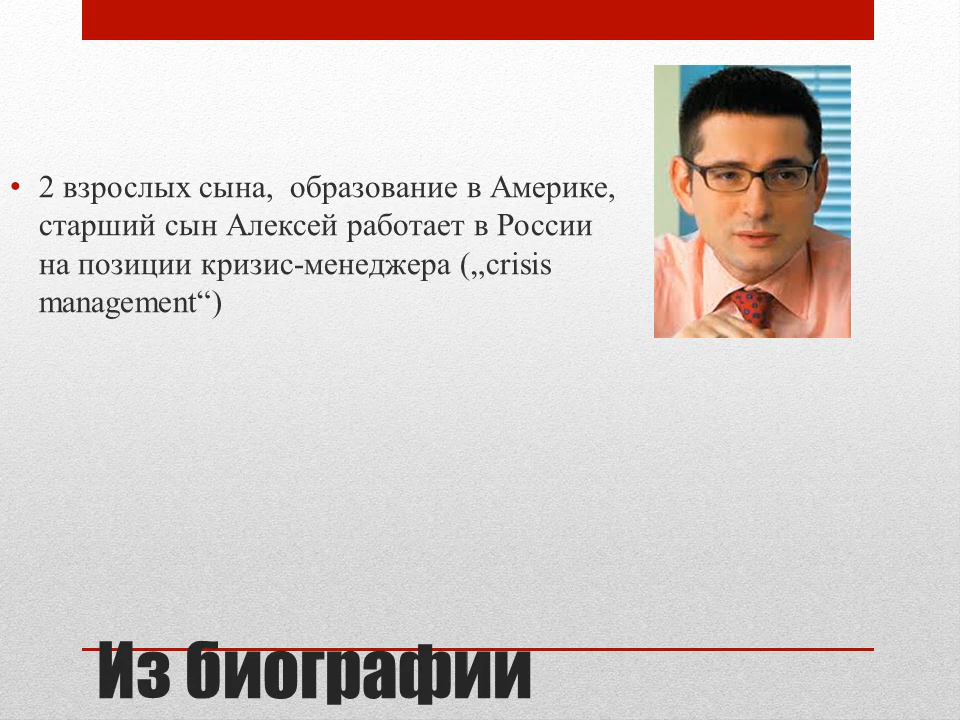 • 2 взрослых сына,  образование в Америке,
старший сын Алексей работает в России
на позиции кризис-менеджера („crisis
management“)
Из биографии